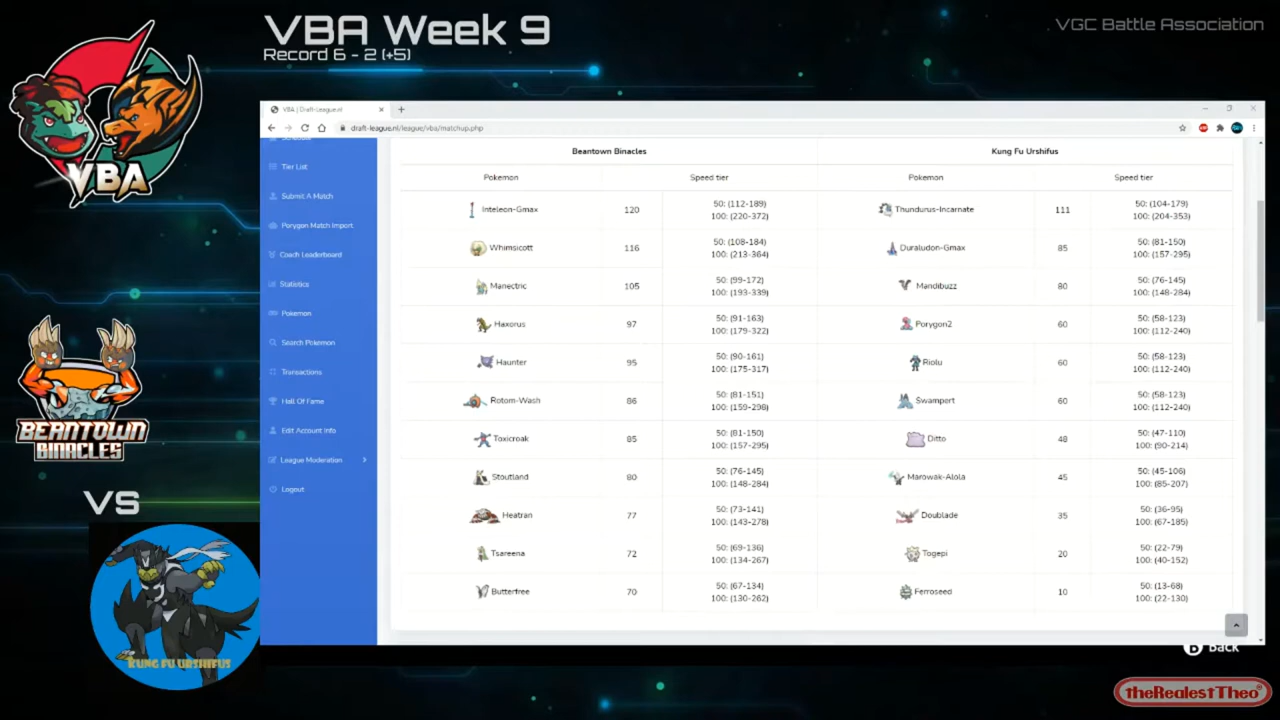 VBA Week 9
Record 6 - 2 (+5)
VGC Battle Association
VBA
VBA | Draft-League.nl
draft-league.nl/league/vba/matchup.php
Tier List
Submit A Match
Porygon Match Import
Coach Leaderboard
Statistics
Pokemon
Search Pokemon
Transactions
Hall Of Fame
Edit Account Info
League Moderation
Logout
Beantown Binacles
Kung Fu Urshifus
Pokemon Speed tier Pokemon Speed tier
Inteleon-Gmax 120 50: (112-189) Thundurus-Incarnate 111 50: (104-179)
100: (220-372) 100: (204-353)
Whimsicott 116 50: (108-184) Duraludon-Gmax 85 50: (81-150)
100: (213-364) 100: (157-295)
Manectric 105 50: (99-172) Mandibuzz 80 50: (76-145)
100: (193-339) 100: (148-284)
Haxorus 97 50: (91-163) Porygon2 60 50: (58-123)
100: (179-322) 100: (112-240)
Haunter 95 50: (90-161) Riolu 60 50: (58-123)
100: (175-317) 100: (112-240)
Rotom-Wash 86 50: (81-151) Swampert 60 50: (58-123)
100: (159-298) 100: (112-240)
Toxicroak 85 50: (81-150) Ditto 48 50: (47-110)
100: (157-295) 100: (90-214)
Stoutland 80 50: (76-145) Marowak-Alola 45 50: (45-106)
100: (148-284) 100: (85-207)
Heatran 77 50: (73-141) Doublade 35 50: (36-95)
100: (143-278) 100: (67-185)
Tsareena 72 50: (69-136) Togepi 20 50: (22-79)
100: (134-267) 100: (40-152)
Butterfree 70 50: (67-134) Ferroseed 10 50: (13-68)
100: (130-262) 100: (22-130)
BEANTOWN
BINACLES
VS
KUNG FU URSHIFUS
B Back
theRealestTheo